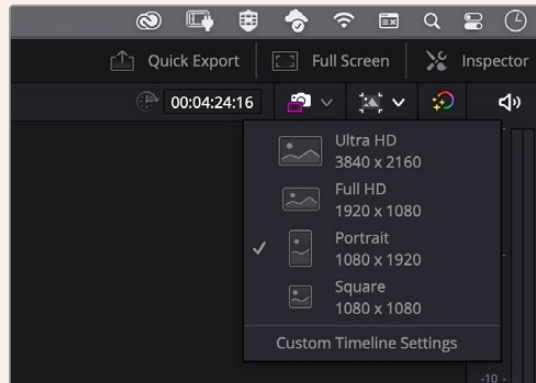 Quick Export Full Screen Inspector
00:04:24:16
Ultra HD
3840 x 2160
Full HD
1920 x 1080
Portrait
1080 x 1920
Square
1080 x 1080
Custom Timeline Settings
-10